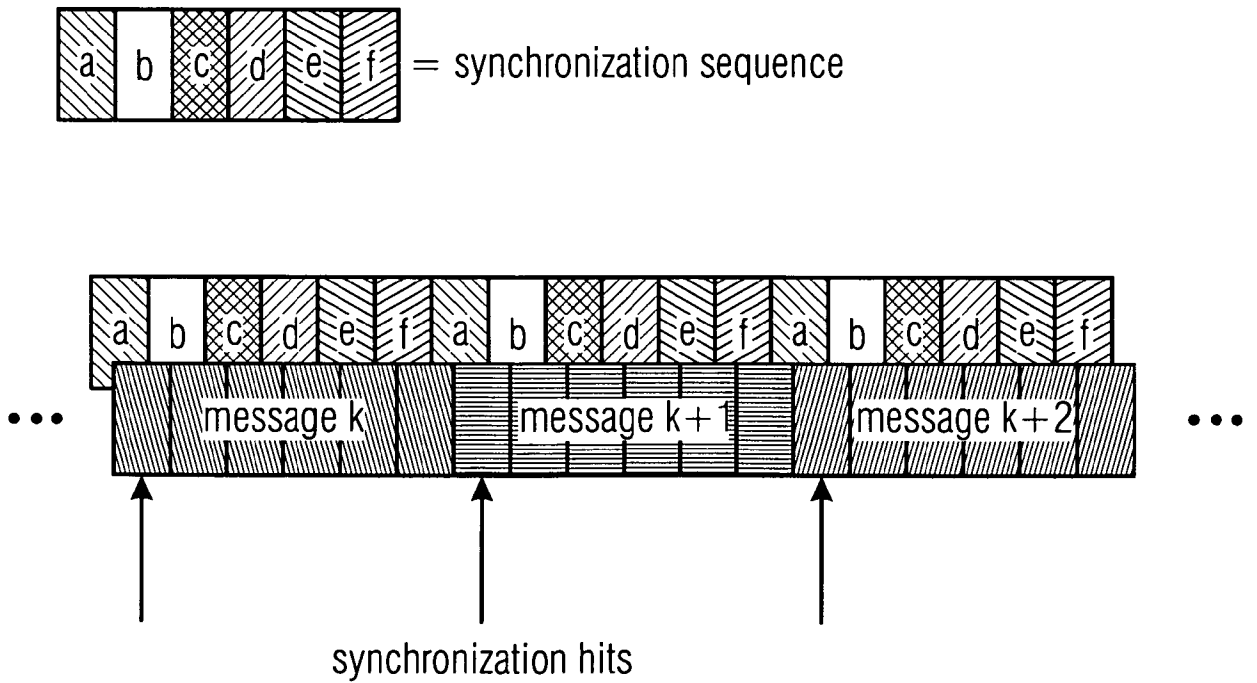 a b c d e f = synchronization sequence
a b c d e f a b c d e f a b c d e f
••• message k message k+1 message k+2 •••
synchronization hits